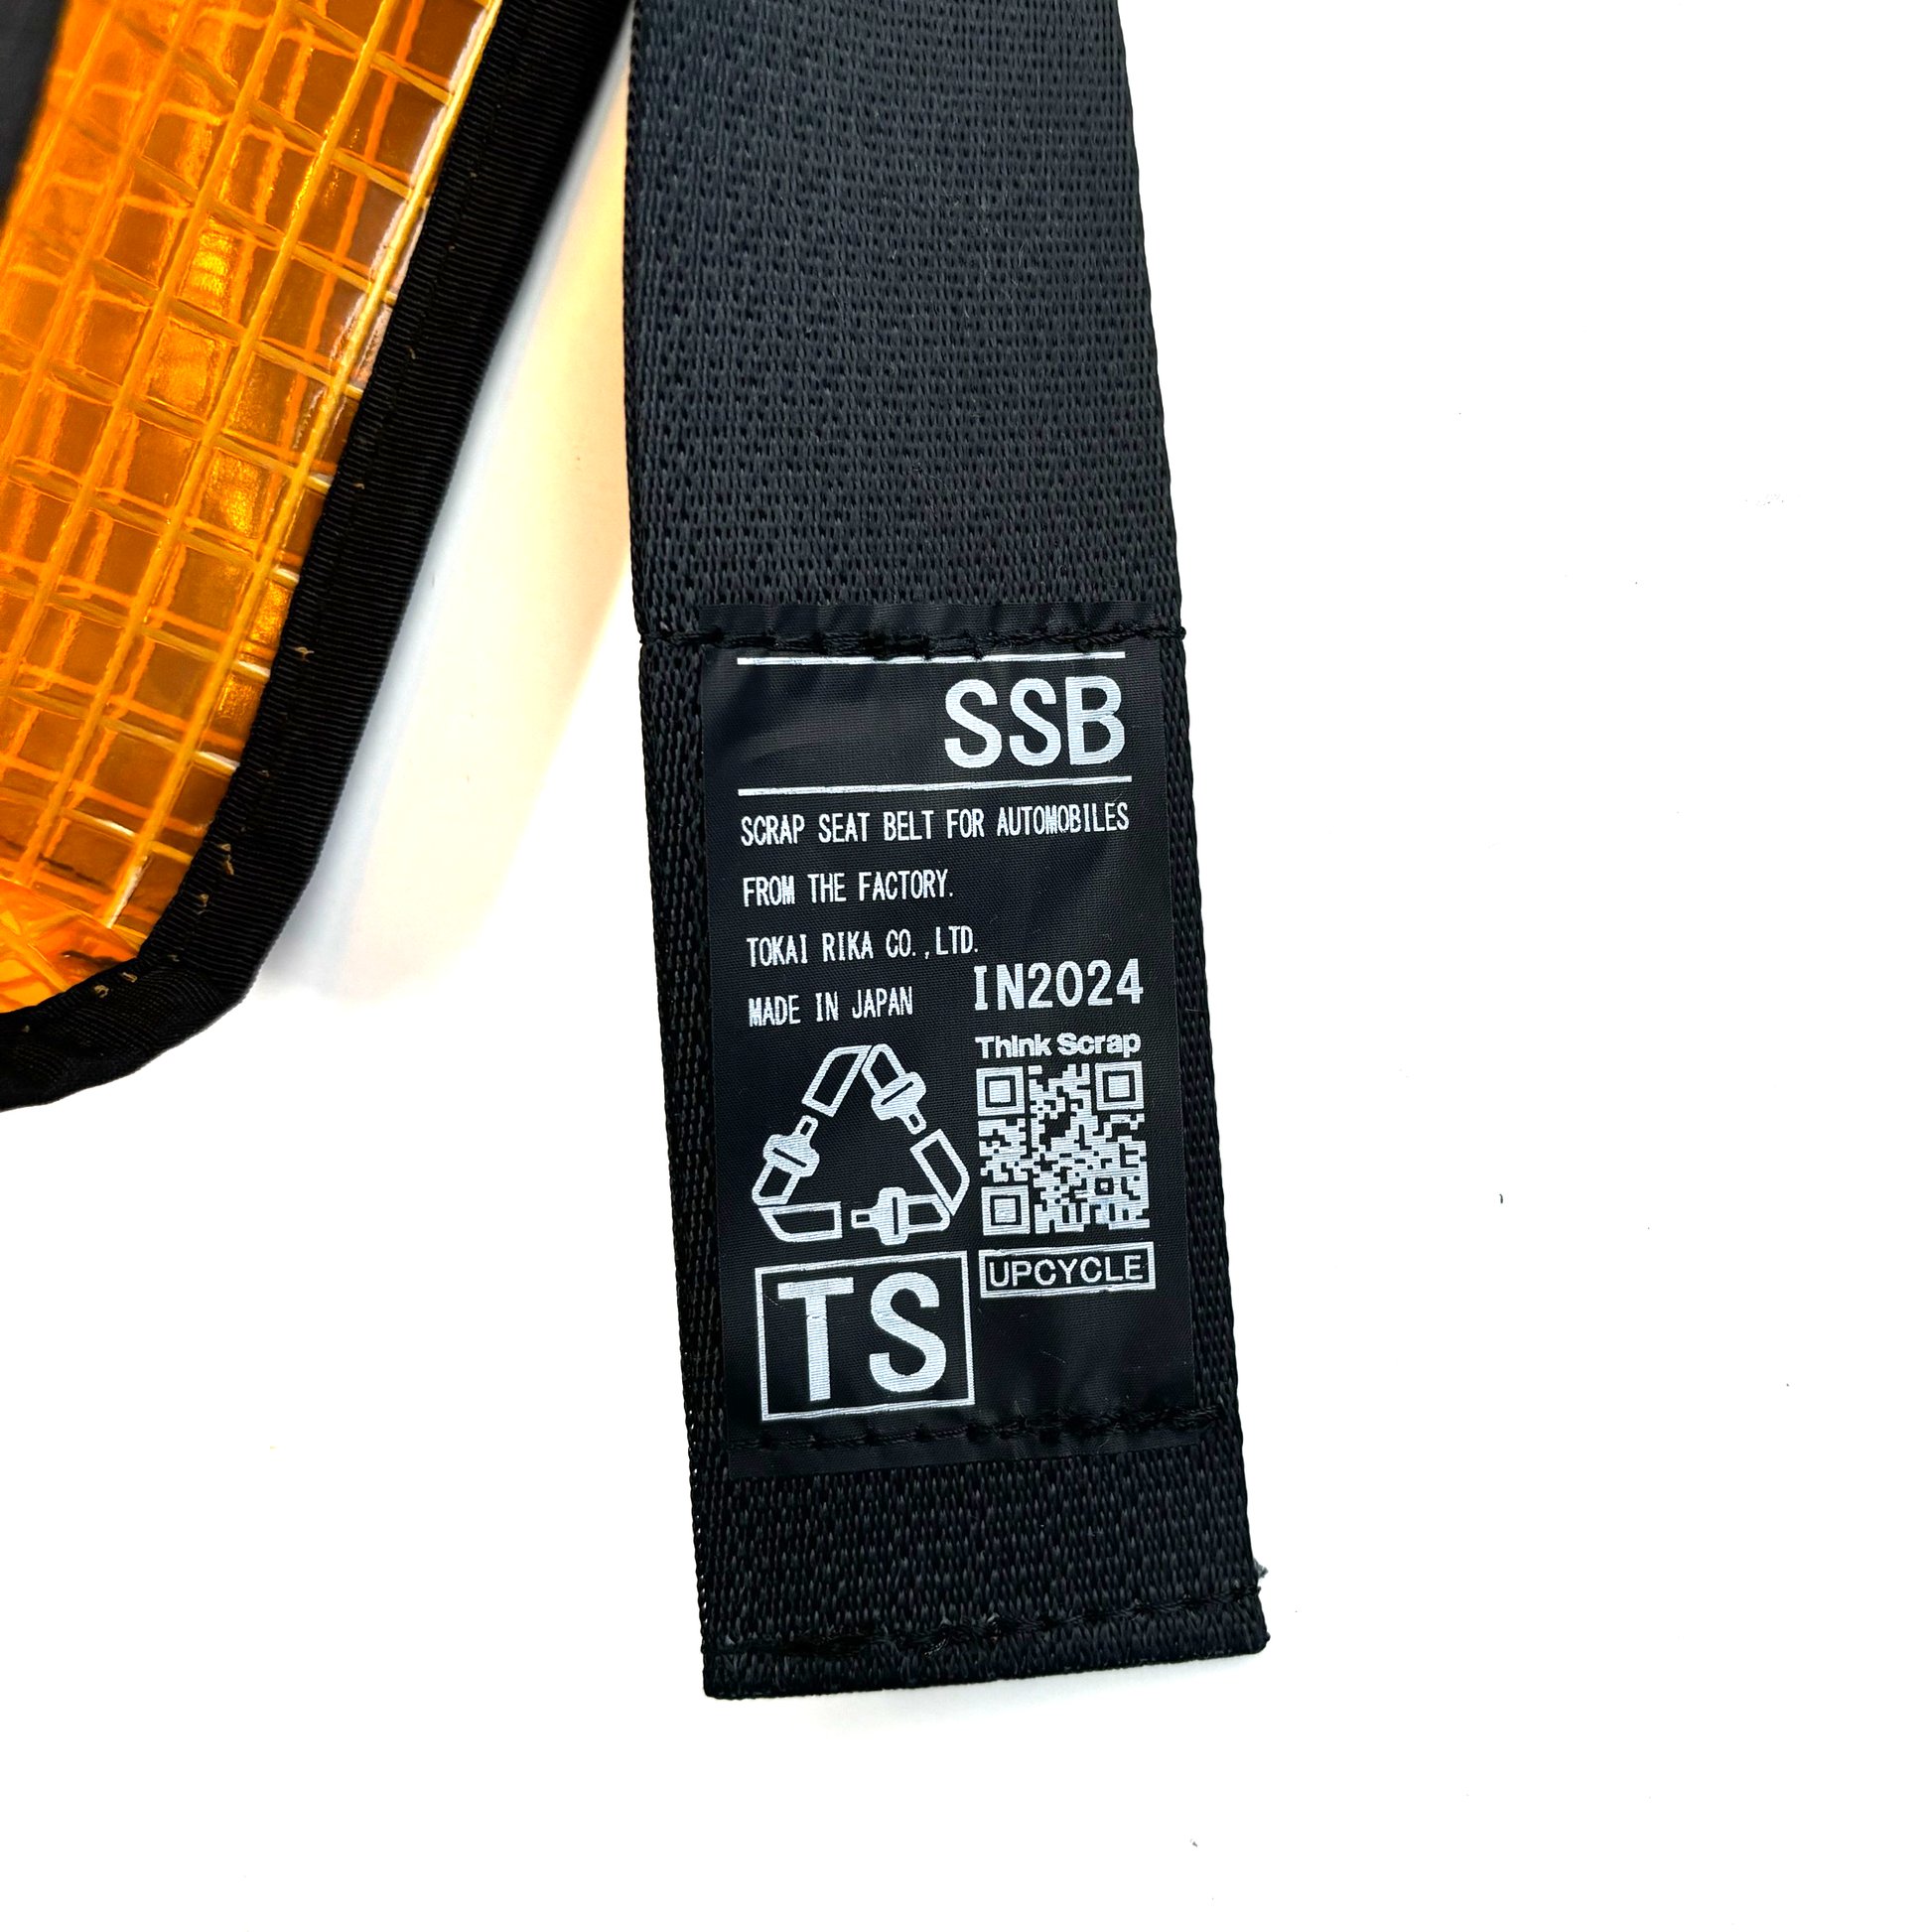 SSB
SCRAP SEAT BELT FOR AUTOMOBILES
FROM THE FACTORY.
TOKAI RIKA CO.,LTD.
MADE IN JAPAN
IN2024
Think Scrap
UPCYCLE
TS